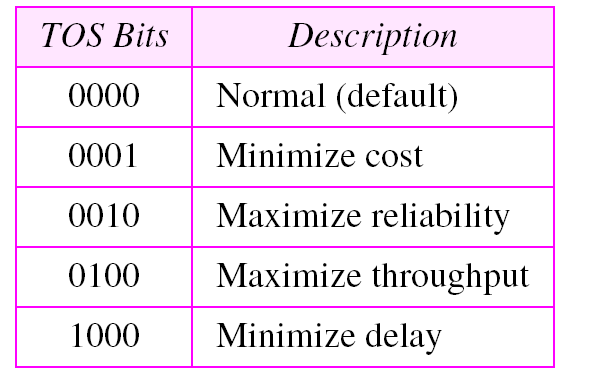 TOS Bits Description
0000 Normal (default)
0001 Minimize cost
0010 Maximize reliability
0100 Maximize throughput
1000 Minimize delay